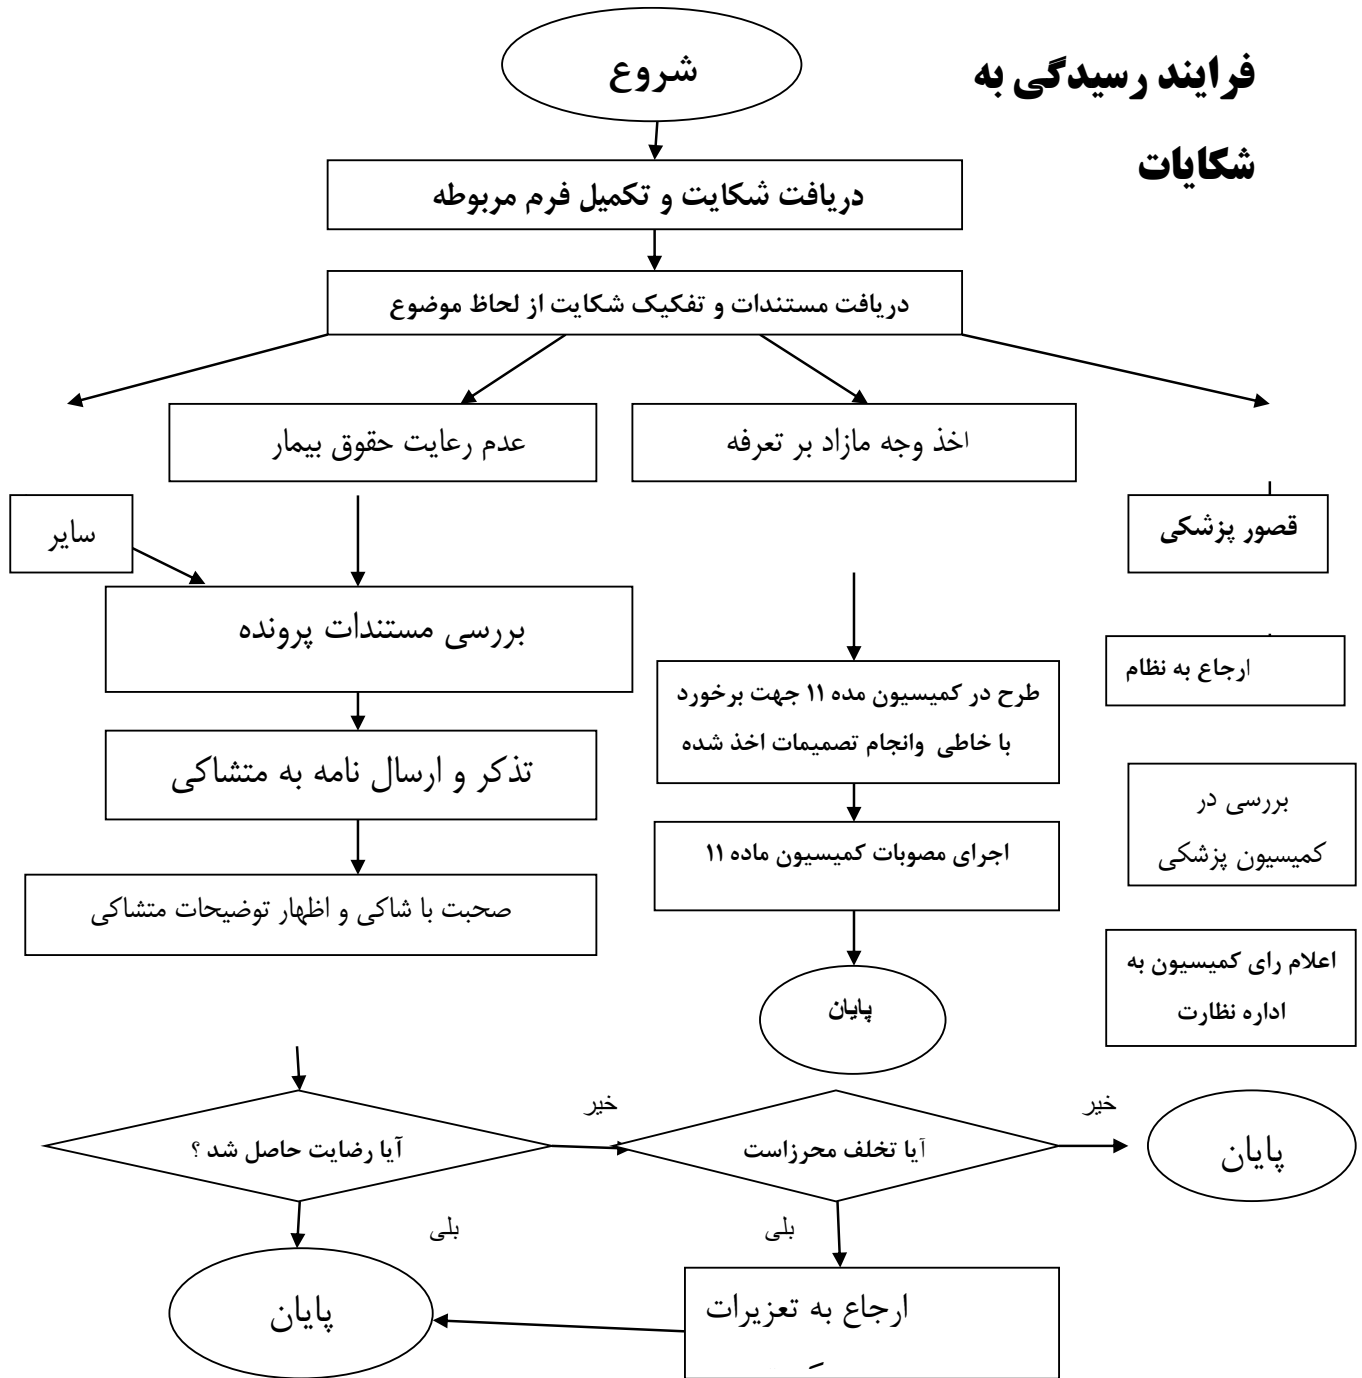 فرایند رسیدگی به
شکایات
شروع
دریافت شکایت و تکمیل فرم مربوطه
دریافت مستندات و تفکیک شکایت از لحاظ موضوع
اخذ وجه مازاد بر تعرفه
عدم رعایت حقوق بیمار
قصور پزشکی
سایر
بررسی مستندات پرونده
ارجاع به نظام
طرح در کمیسیون مده ۱۱ جهت برخورد
با خاطی وانجام تصمیمات اخذ شده
تذکر و ارسال نامه به متشاکی
بررسی در
کمیسیون پزشکی
اجرای مصوبات کمیسیون ماده ۱۱
صحبت با شاکی و اظهار توضیحات متشاکی
اعلام رای کمیسیون به
اداره نظارت
پایان
خیر
خیر
آیا رضایت حاصل شد ؟
آیا تخلف محرزاست
پایان
بلی
بلی
پایان
ارجاع به تعزیرات